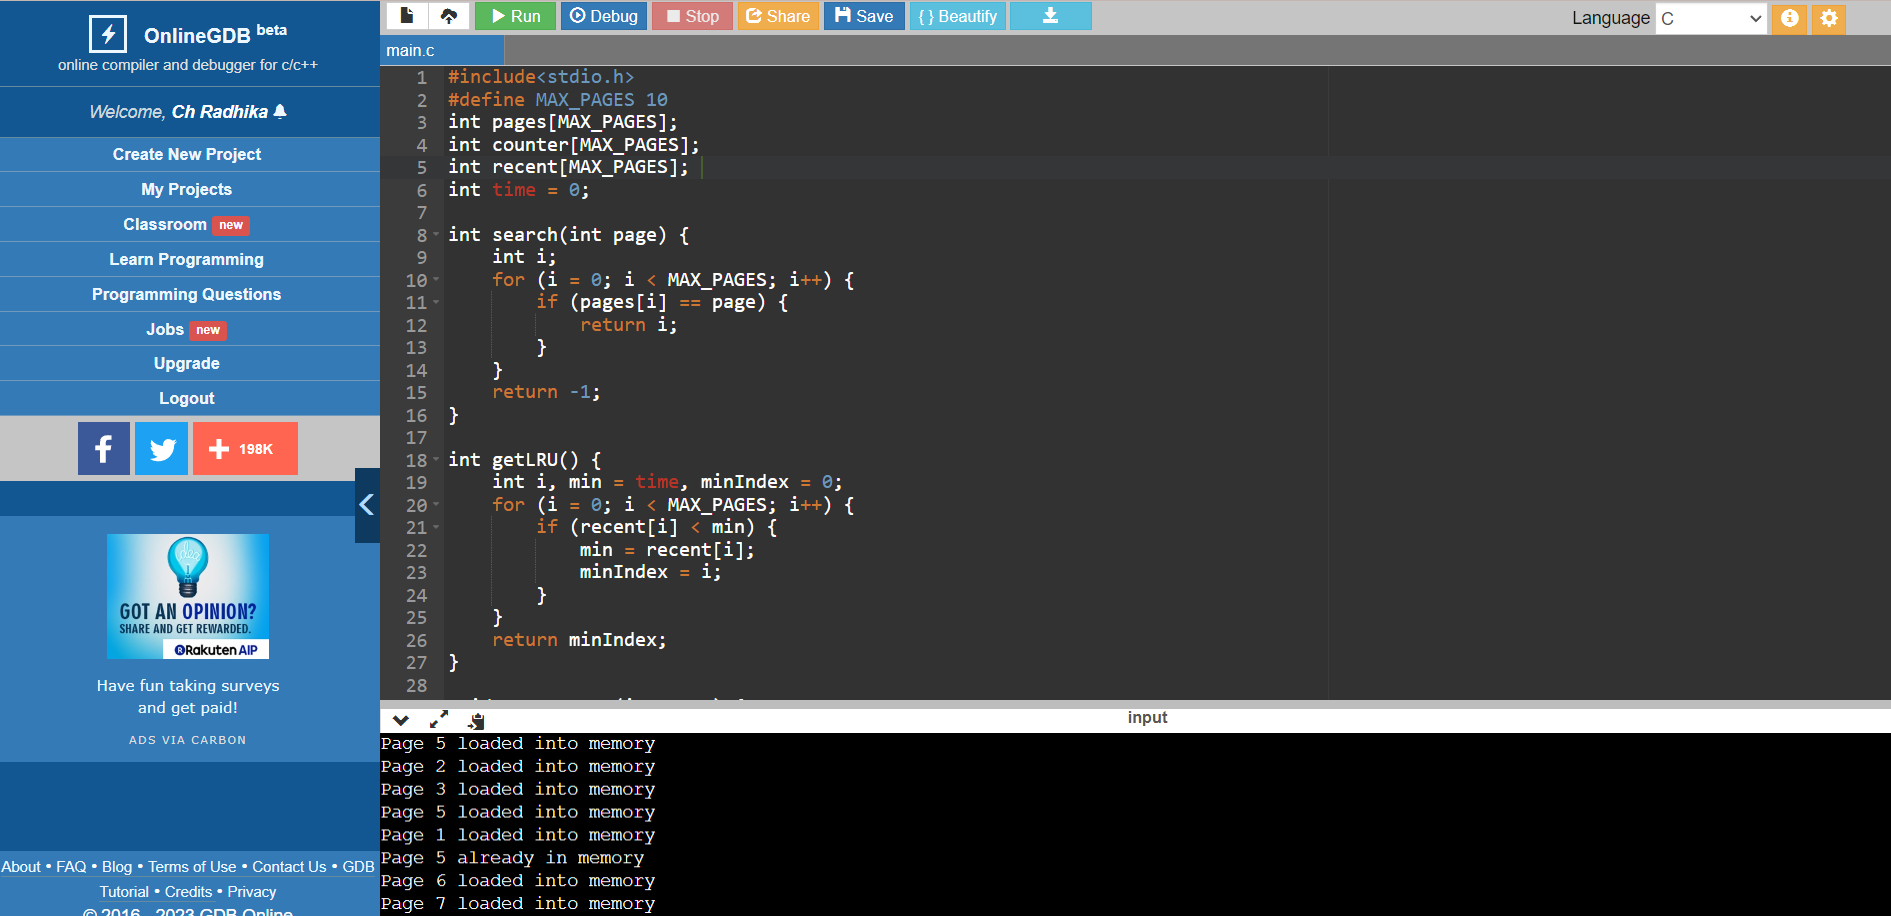 OnlineGDB beta
online compiler and debugger for c/c++
Welcome, Ch Radhika
Create New Project
My Projects
Classroom new
Learn Programming
Programming Questions
Jobs new
Upgrade
Logout
198K
GOT AN OPINION?
SHARE AND GET REWARDED.
Rakuten AIP
Have fun taking surveys
and get paid!
ADS VIA CARBON
About • FAQ • Blog • Terms of Use • Contact Us • GDB
Tutorial • Credits • Privacy
© 2016 - 2023 GDB Online
Run Debug Stop Share Save { } Beautify Language C
main.c
1 #include<stdio.h>
2 #define MAX_PAGES 10
3 int pages[MAX_PAGES];
4 int counter[MAX_PAGES];
5 int recent[MAX_PAGES];
6 int time = 0;
7
8 int search(int page) {
9 int i;
10 for (i = 0; i < MAX_PAGES; i++) {
11 if (pages[i] == page) {
12 return i;
13 }
14 }
15 return -1;
16 }
17
18 int getLRU() {
19 int i, min = time, minIndex = 0;
20 for (i = 0; i < MAX_PAGES; i++) {
21 if (recent[i] < min) {
22 min = recent[i];
23 minIndex = i;
24 }
25 }
26 return minIndex;
27 }
28
input
Page 5 loaded into memory
Page 2 loaded into memory
Page 3 loaded into memory
Page 5 loaded into memory
Page 1 loaded into memory
Page 5 already in memory
Page 6 loaded into memory
Page 7 loaded into memory